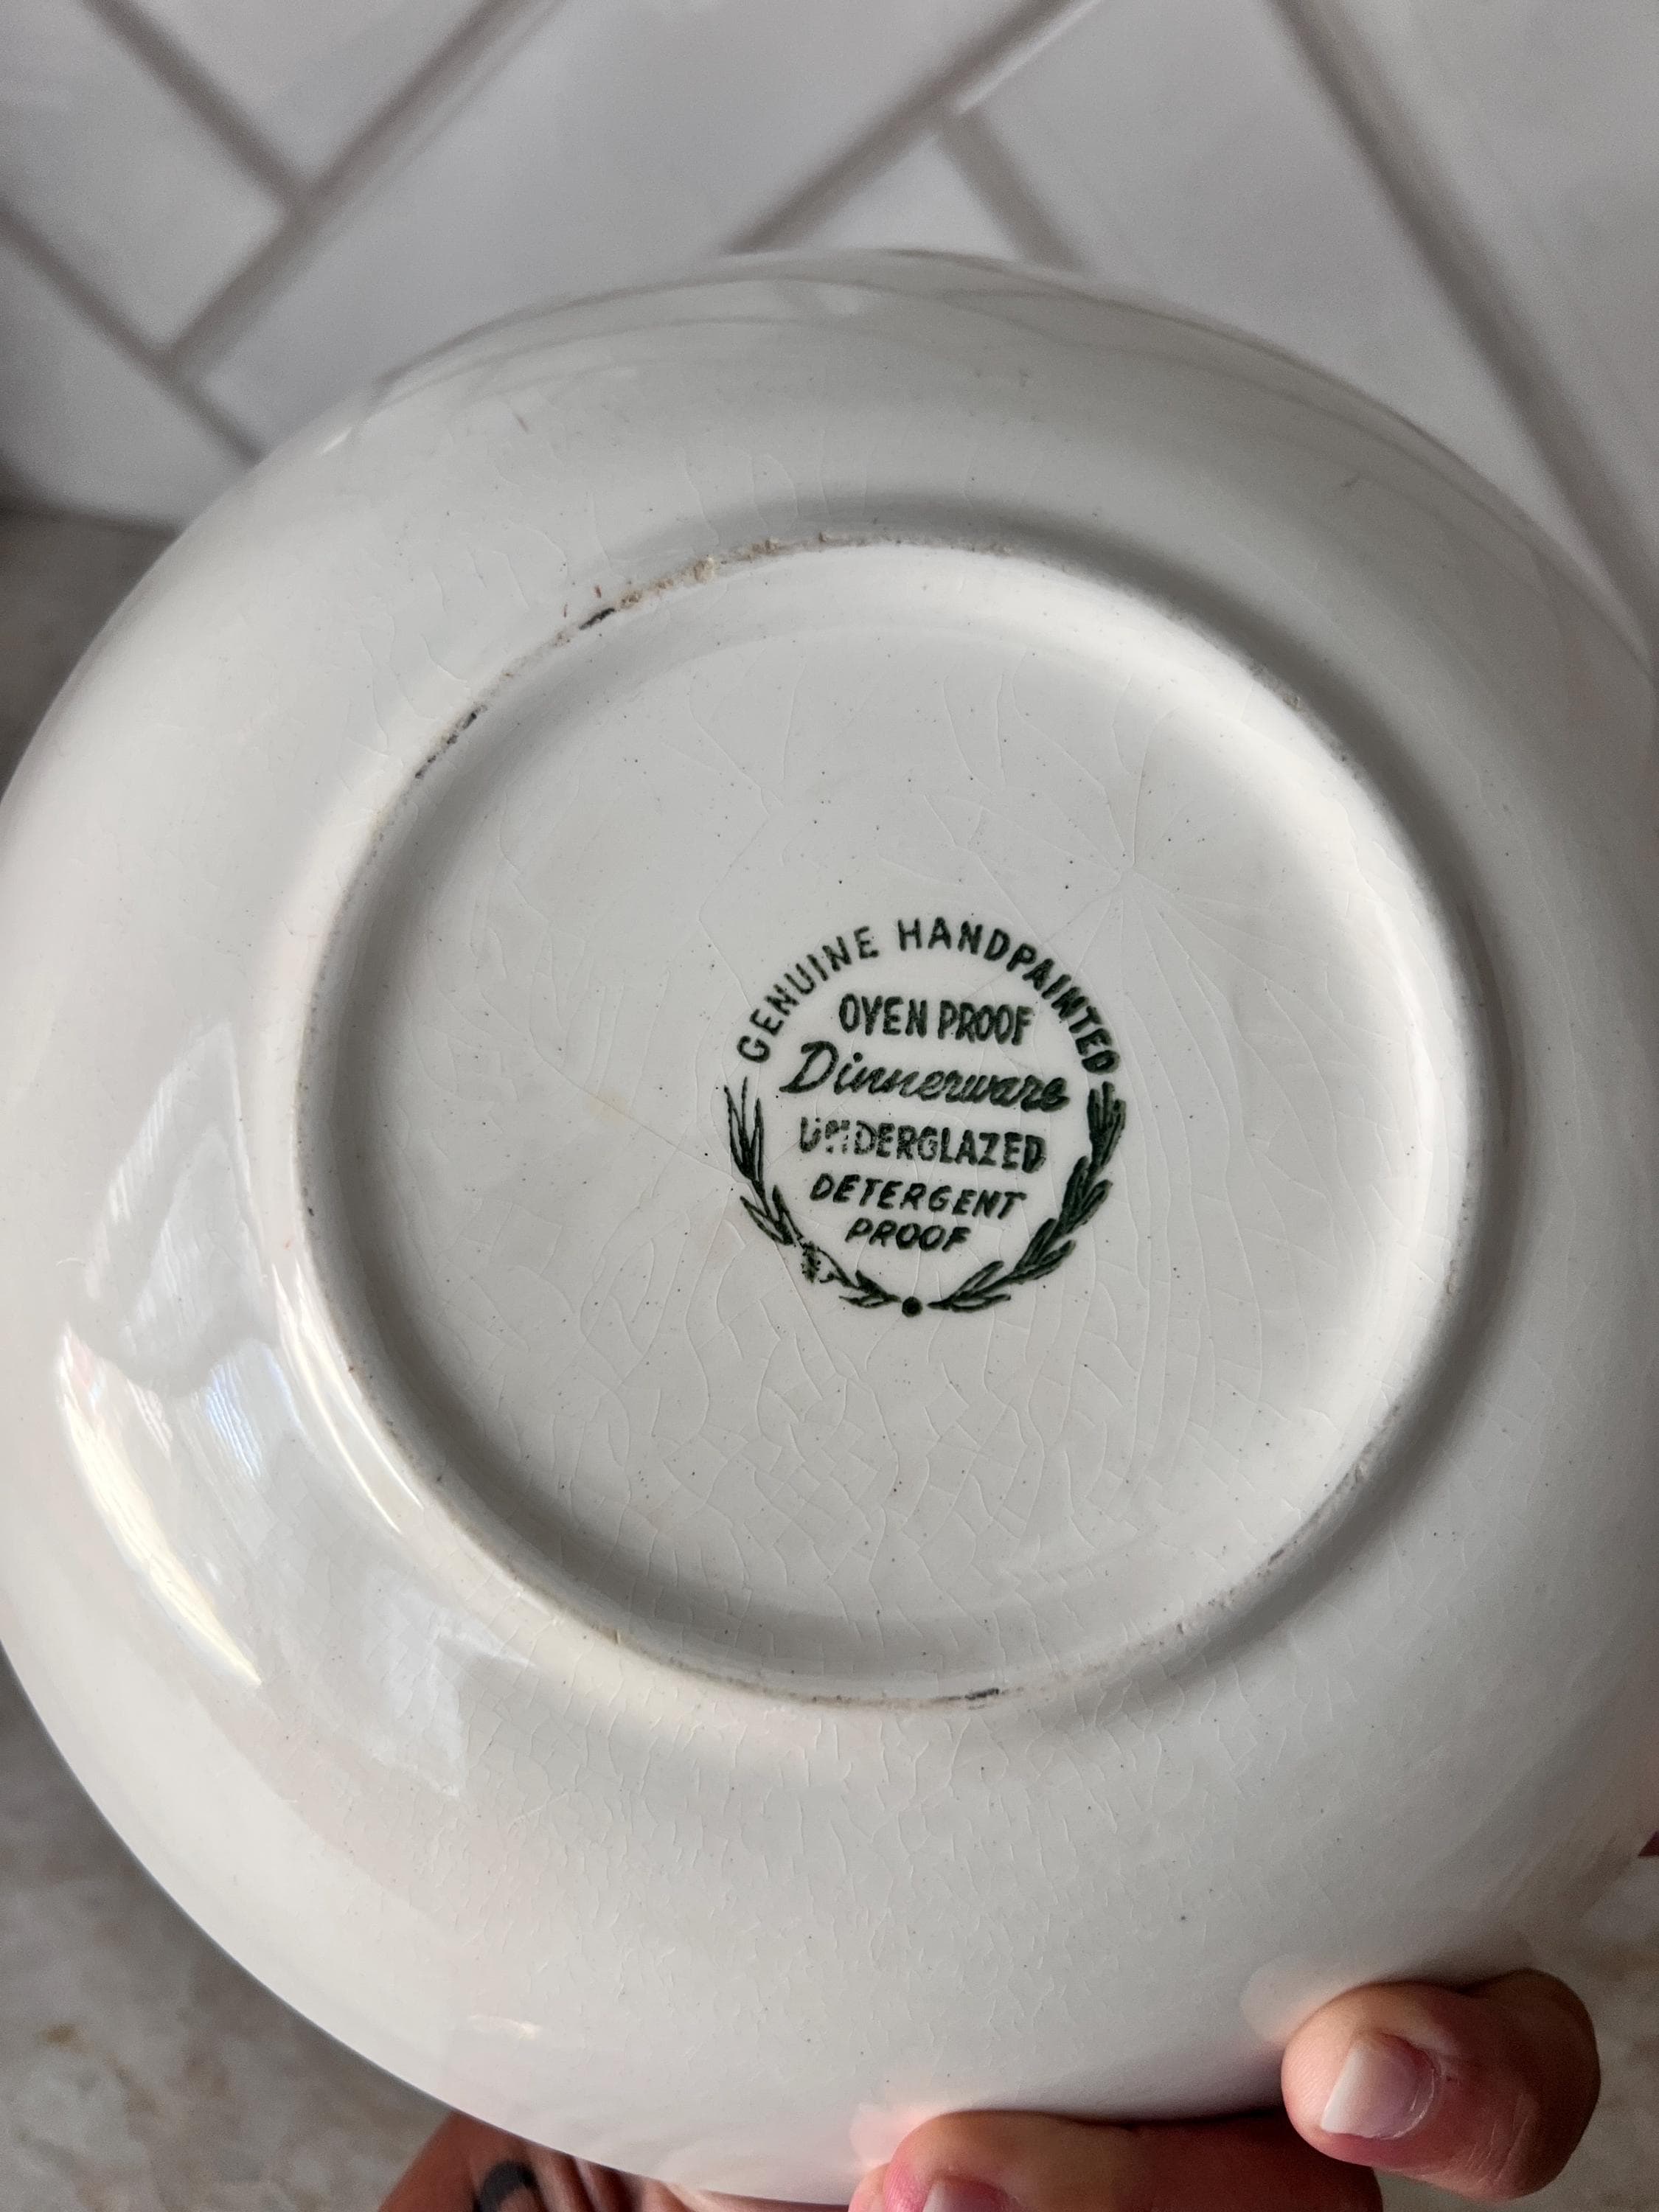 GENUINE HANDPAINTED
OVEN PROOF
Dinnerware
UNDERGLAZED
DETERGENT
PROOF